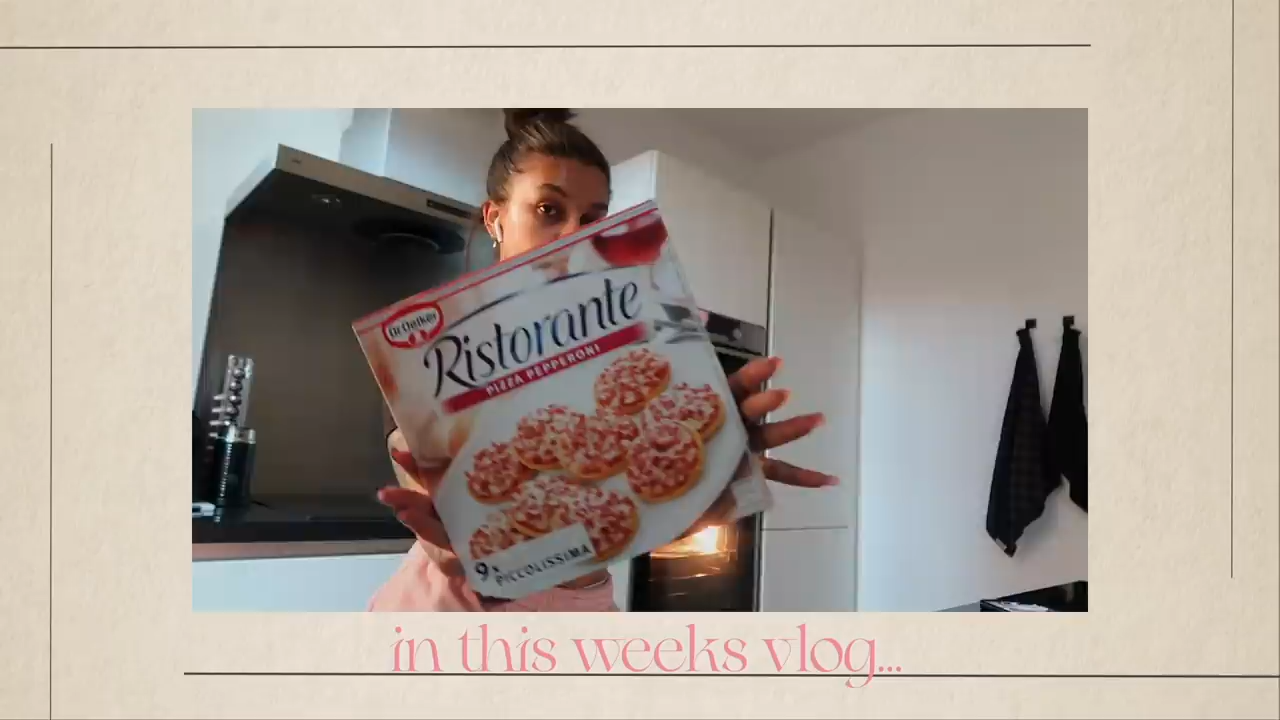 Dr.Oetker
Ristorante
PIZZA PEPPERONI
9x
PICCOLISSIMA
in this weeks vlog...